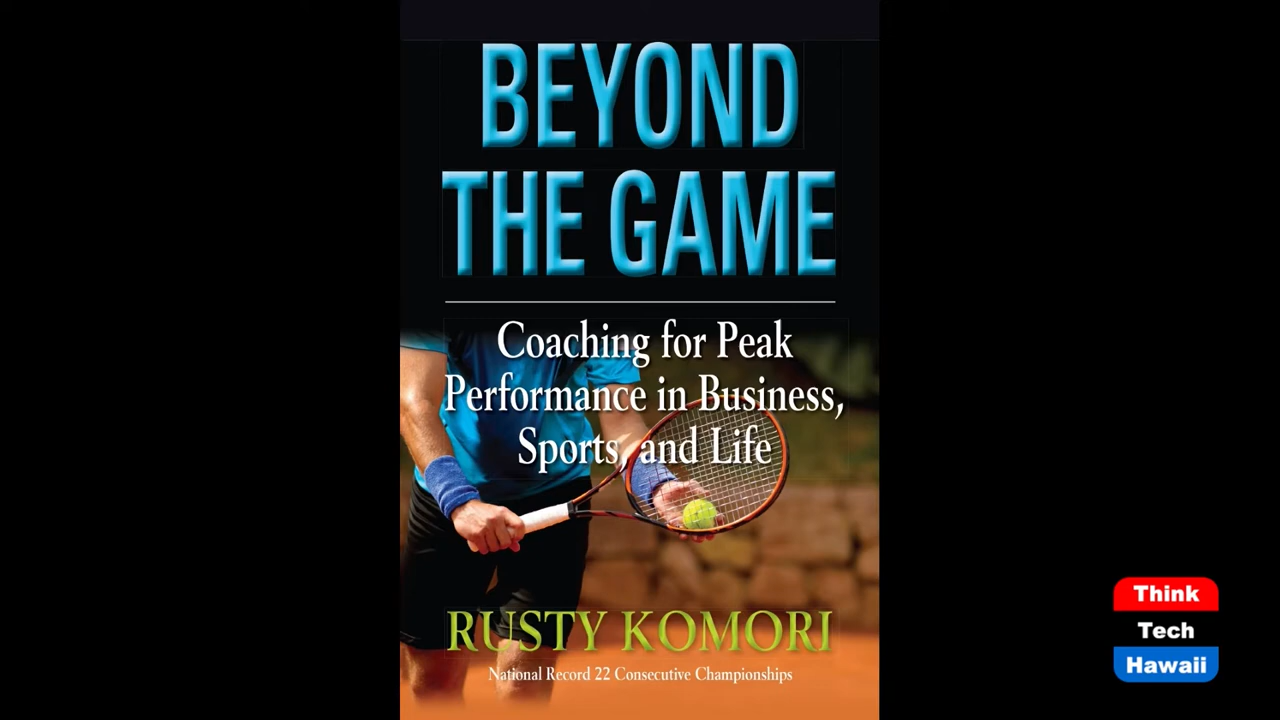 BEYOND
THE GAME
Coaching for Peak
Performance in Business,
Sports, and Life
RUSTY KOMORI
National Record 22 Consecutive Championships
Think
Tech
Hawaii